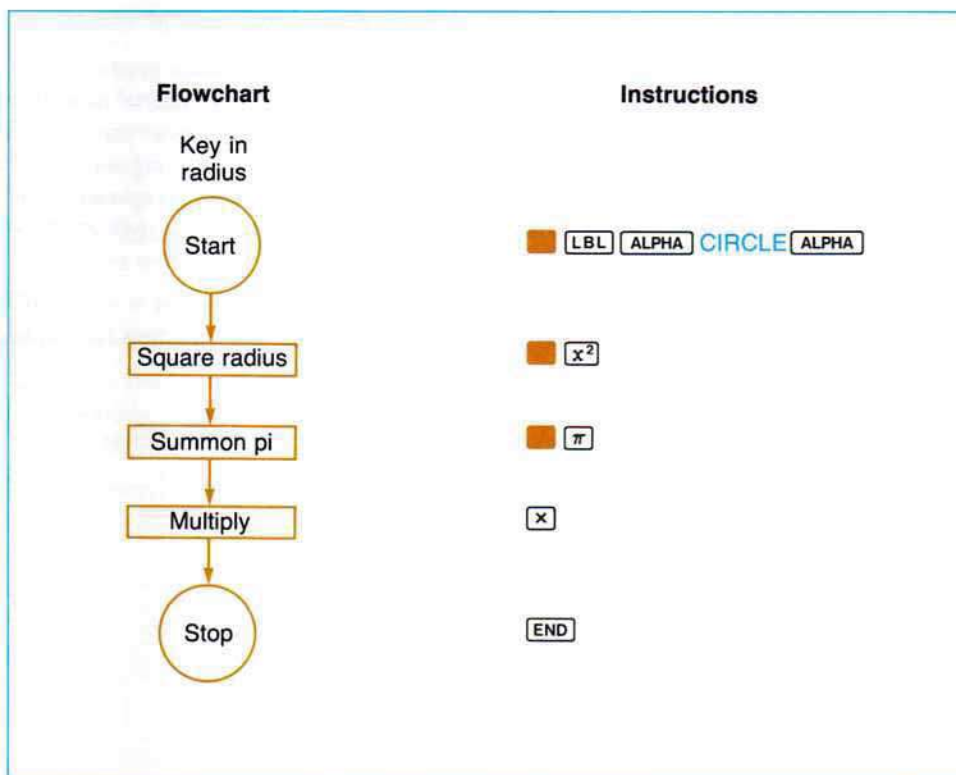 Flowchart Instructions
Key in
radius
Start LBL ALPHA CIRCLE ALPHA
Square radius x²
Summon pi π
Multiply ×
Stop END